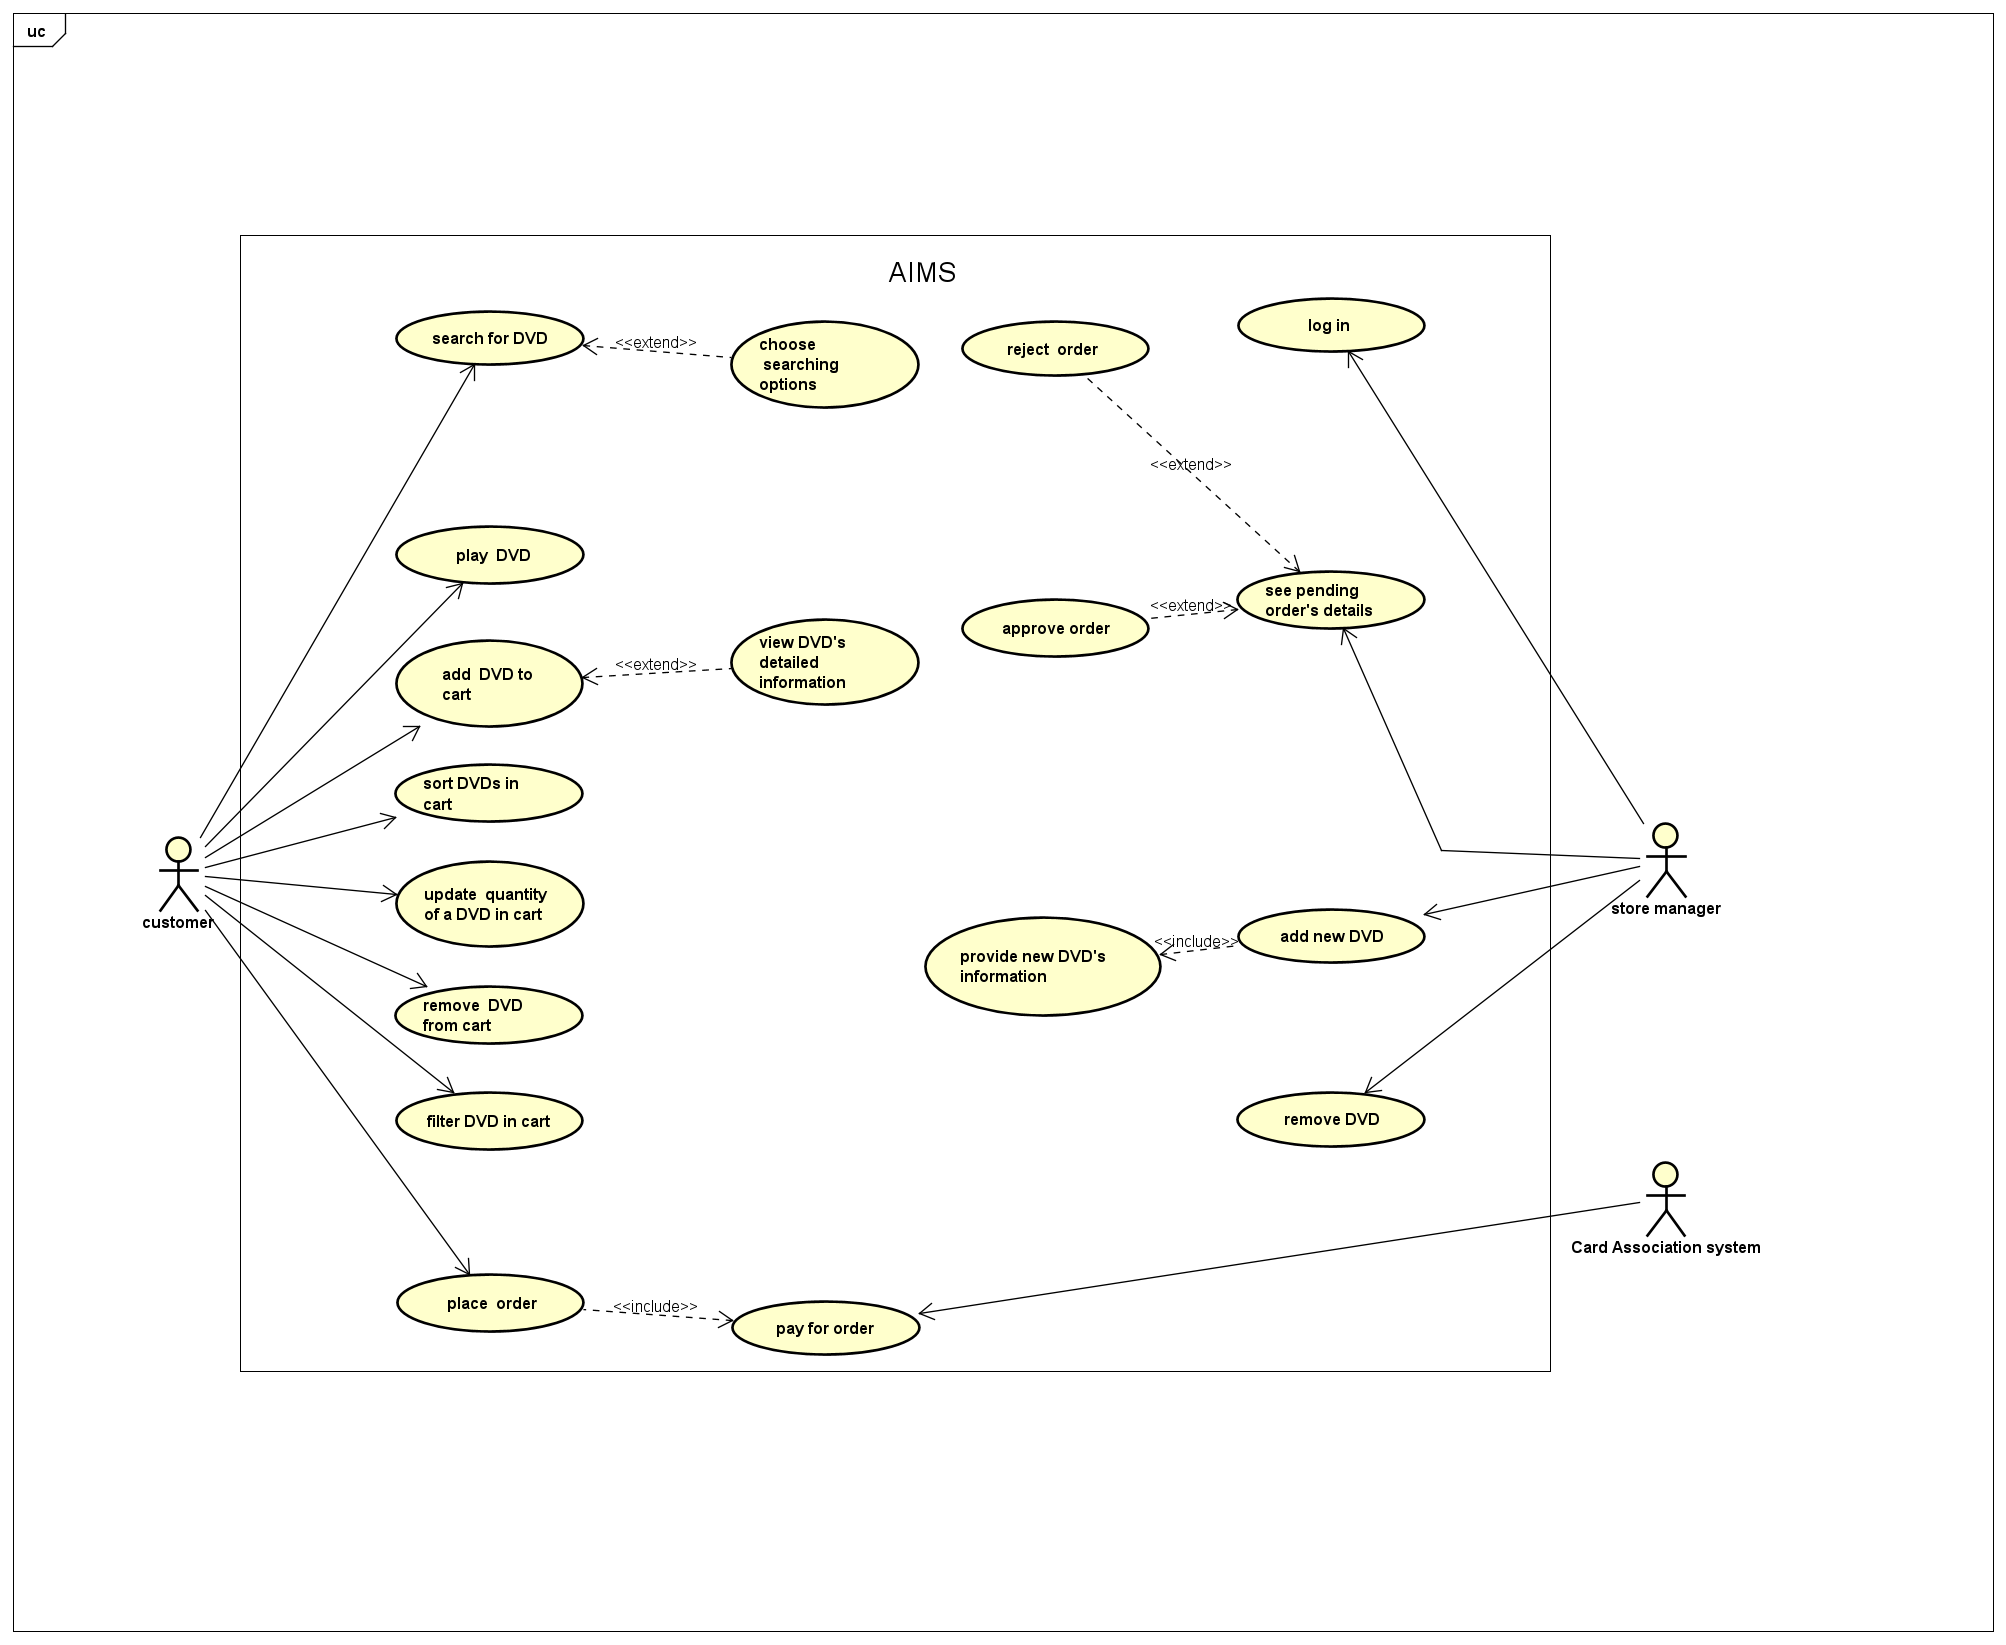 uc
AIMS
search for DVD
<<extend>>
choose
searching
options
reject order
log in
<<extend>>
play DVD
see pending
order's details
<<extend>>
approve order
add DVD to
cart
<<extend>>
view DVD's
detailed
information
sort DVDs in
cart
customer
store manager
update quantity
of a DVD in cart
provide new DVD's
information
<<include>>
add new DVD
remove DVD
from cart
filter DVD in cart
remove DVD
Card Association system
place order
<<include>>
pay for order